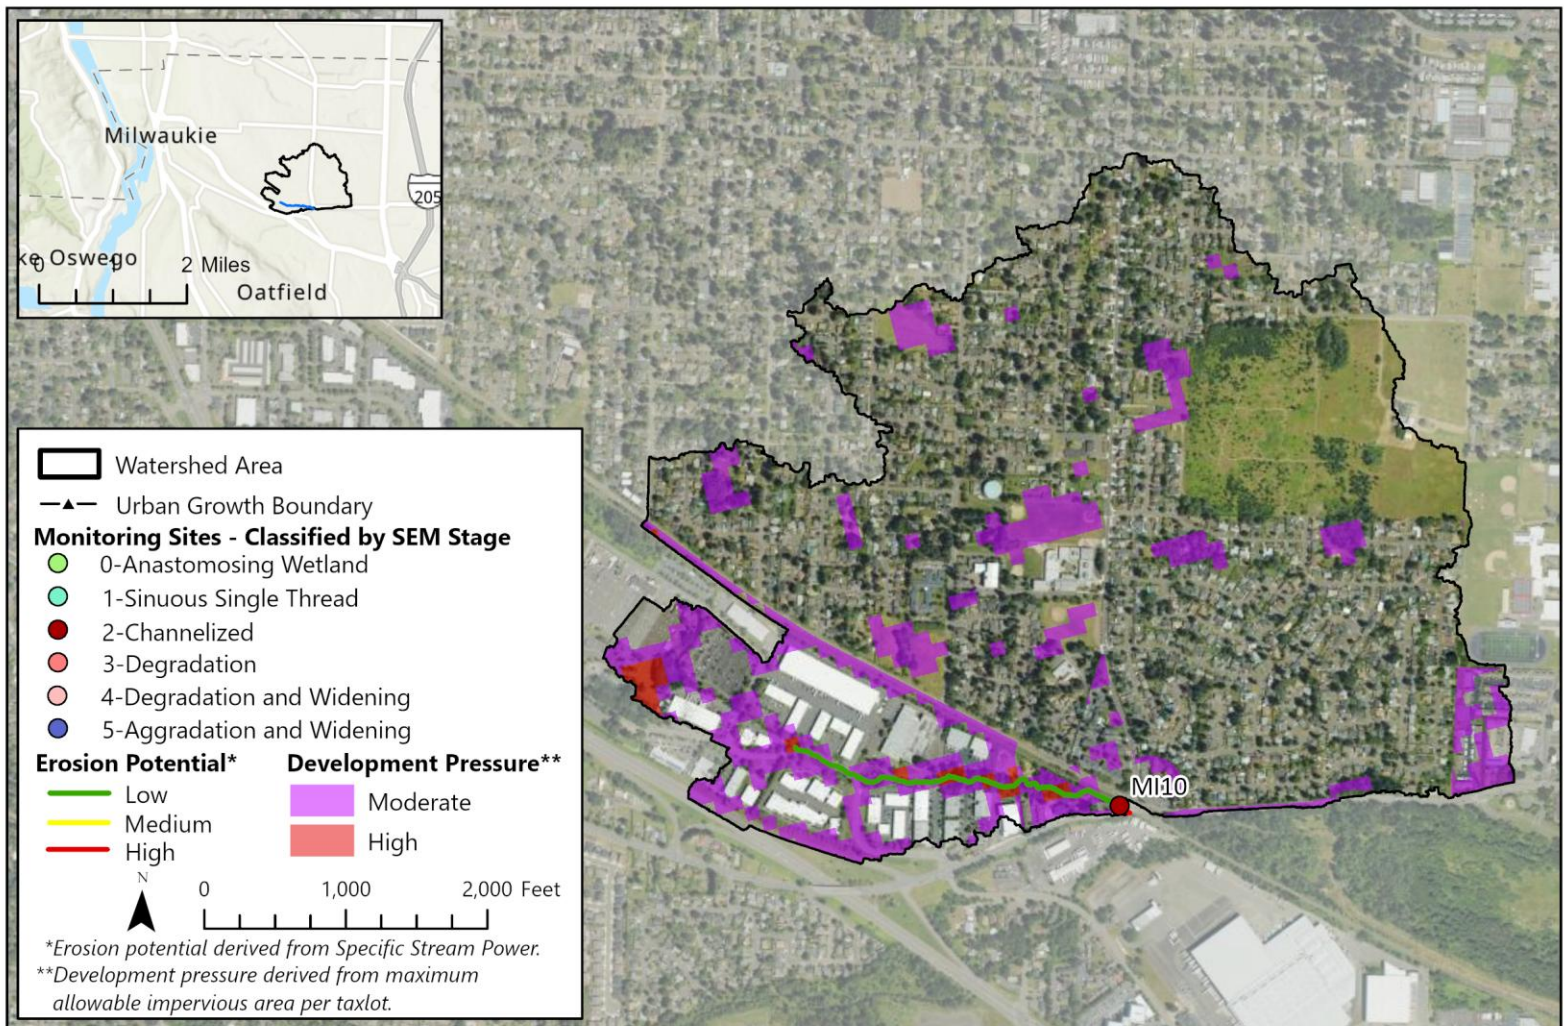 Milwaukie
205
ke Oswego
0 1 2 Miles
Oatfield
Watershed Area
Urban Growth Boundary
Monitoring Sites - Classified by SEM Stage
0-Anastomosing Wetland
1-Sinuous Single Thread
2-Channelized
3-Degradation
4-Degradation and Widening
5-Aggradation and Widening
Erosion Potential* Development Pressure**
Low Moderate
Medium
High High
N
0 1,000 2,000 Feet
*Erosion potential derived from Specific Stream Power.
**Development pressure derived from maximum
allowable impervious area per taxlot.
MI10